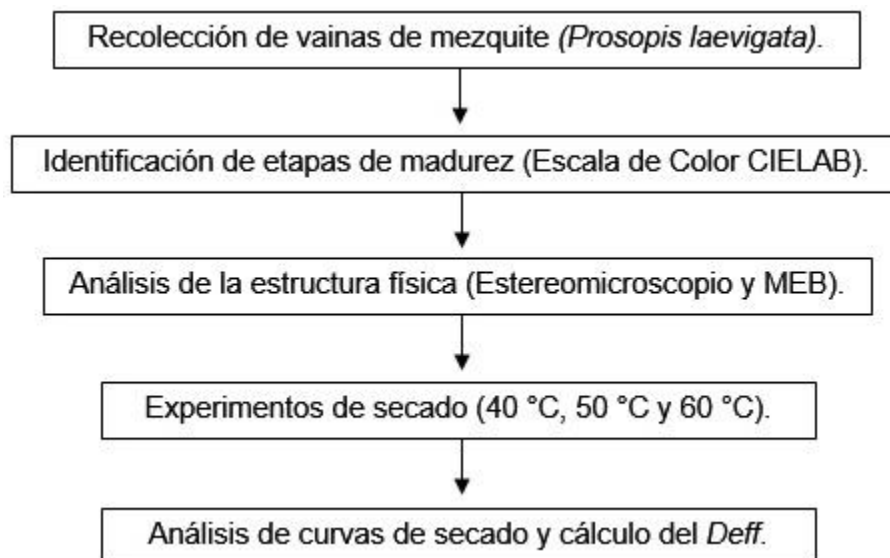 Recolección de vainas de mezquite (Prosopis laevigata).
Identificación de etapas de madurez (Escala de Color CIELAB).
Análisis de la estructura física (Estereomicroscopio y MEB).
Experimentos de secado (40 °C, 50 °C y 60 °C).
Análisis de curvas de secado y cálculo del Deff.